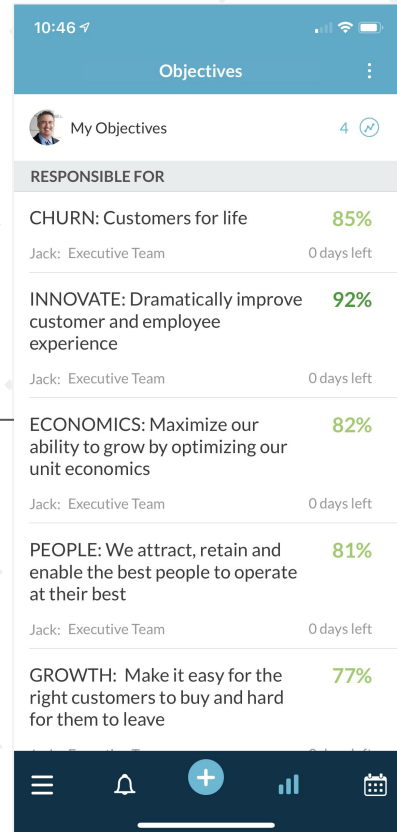 10:46
Objectives
My Objectives 4
RESPONSIBLE FOR
CHURN: Customers for life 85%
Jack: Executive Team 0 days left
INNOVATE: Dramatically improve 92%
customer and employee
experience
Jack: Executive Team 0 days left
ECONOMICS: Maximize our 82%
ability to grow by optimizing our
unit economics
Jack: Executive Team 0 days left
PEOPLE: We attract, retain and 81%
enable the best people to operate
at their best
Jack: Executive Team 0 days left
GROWTH: Make it easy for the 77%
right customers to buy and hard
for them to leave